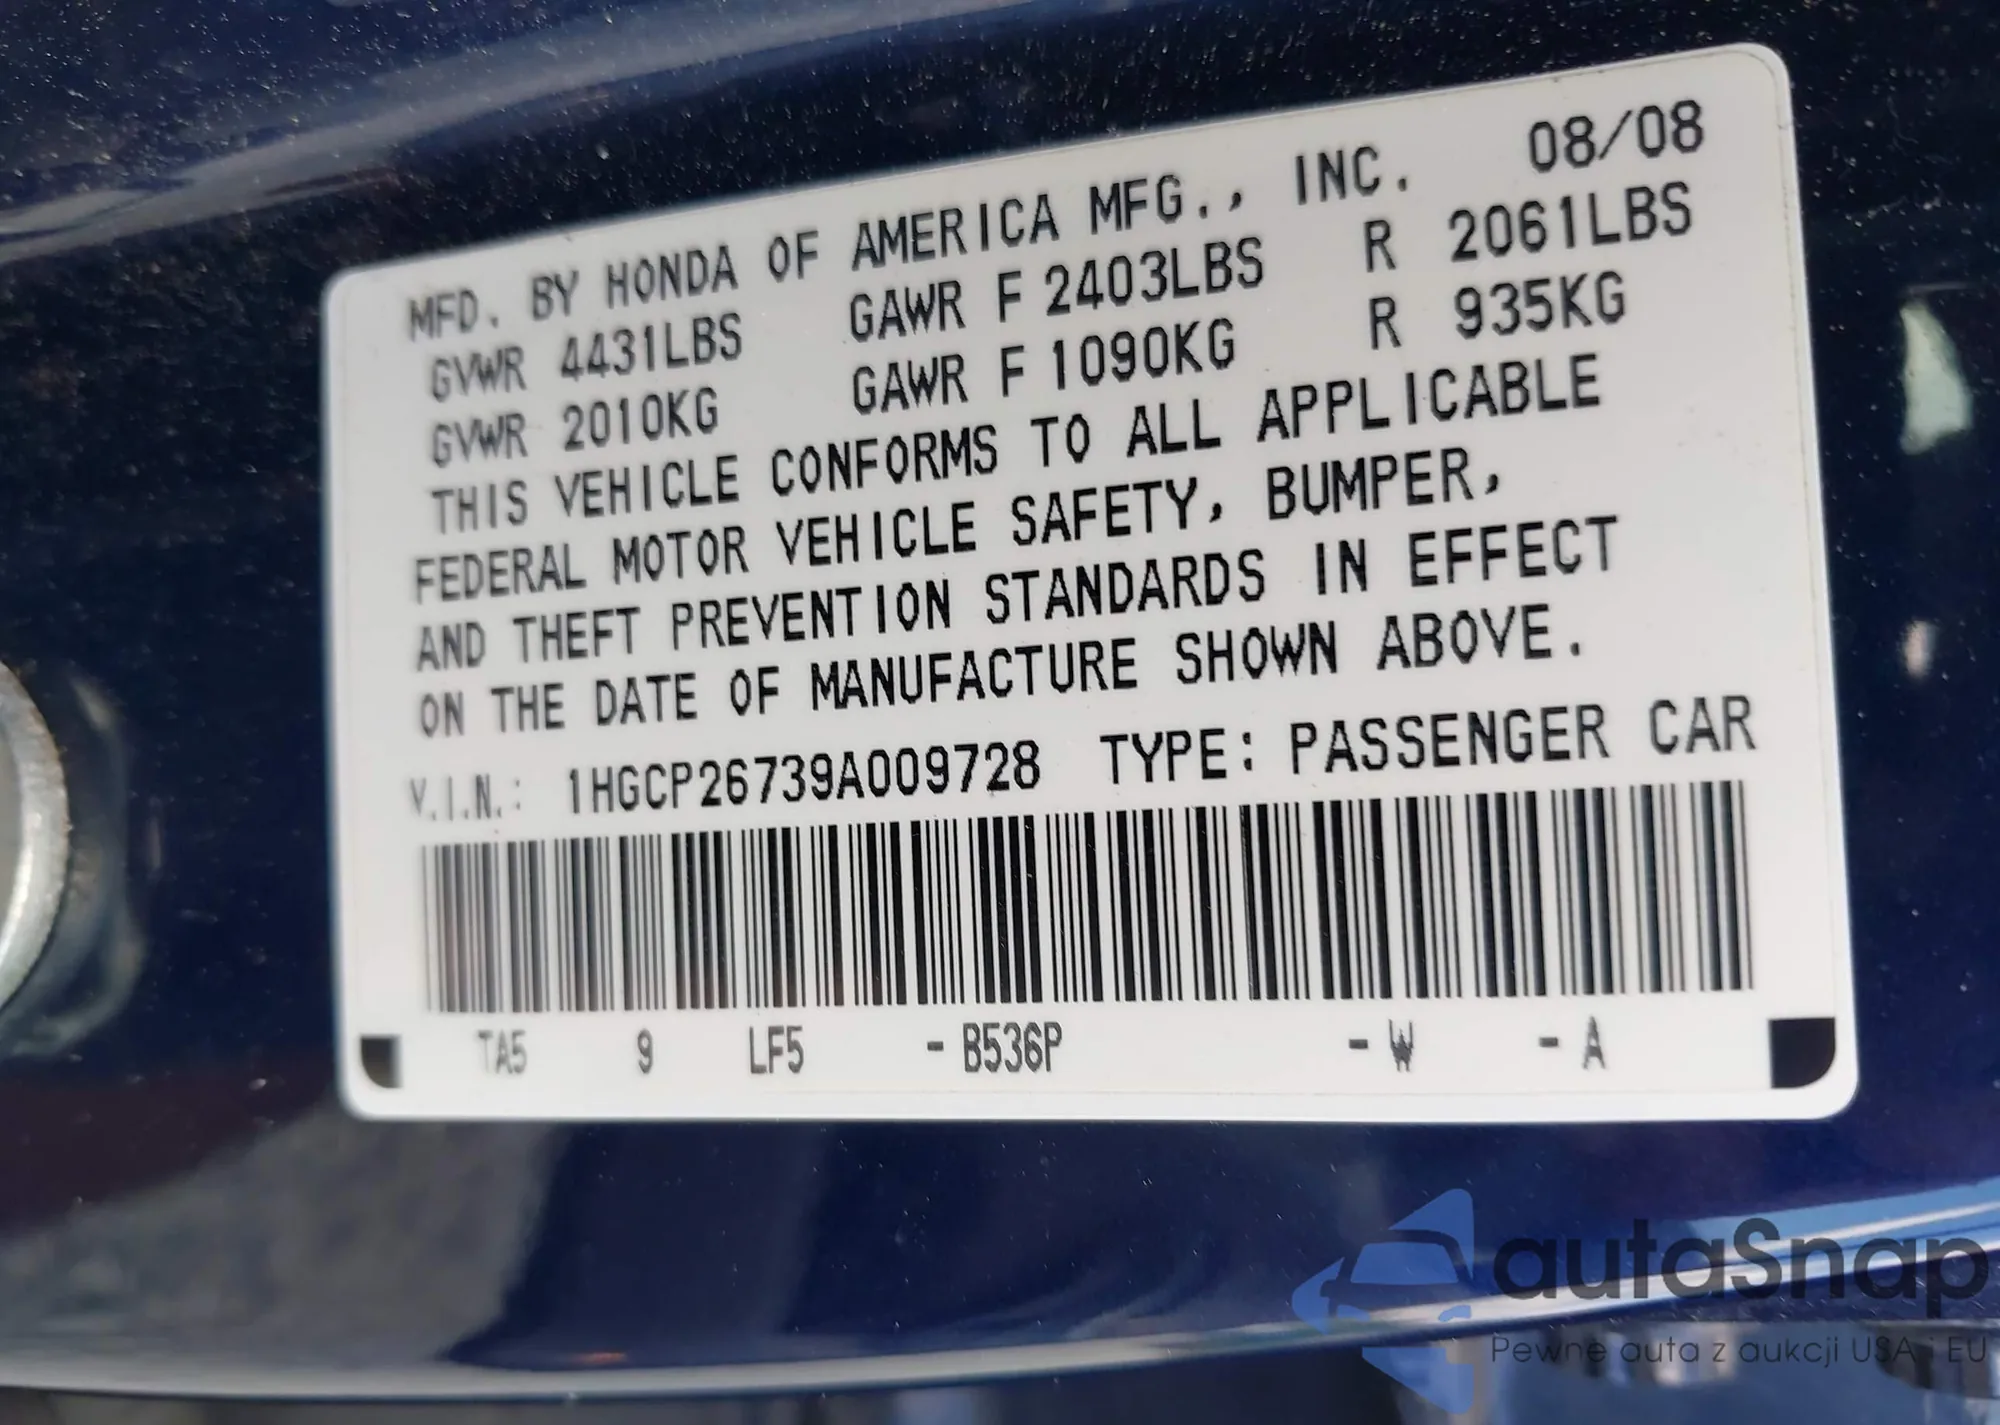 MFD. BY HONDA OF AMERICA MFG., INC. 08/08
GVWR 4431LBS GAWR F 2403LBS R 2061LBS
GVWR 2010KG GAWR F 1090KG R 935KG
THIS VEHICLE CONFORMS TO ALL APPLICABLE
FEDERAL MOTOR VEHICLE SAFETY, BUMPER,
AND THEFT PREVENTION STANDARDS IN EFFECT
ON THE DATE OF MANUFACTURE SHOWN ABOVE.
V.I.N.: 1HGCP26739A009728 TYPE: PASSENGER CAR
TA5 9 LF5 -B536P -W -A
autaSnap
Pewne auta z aukcji USA i EU